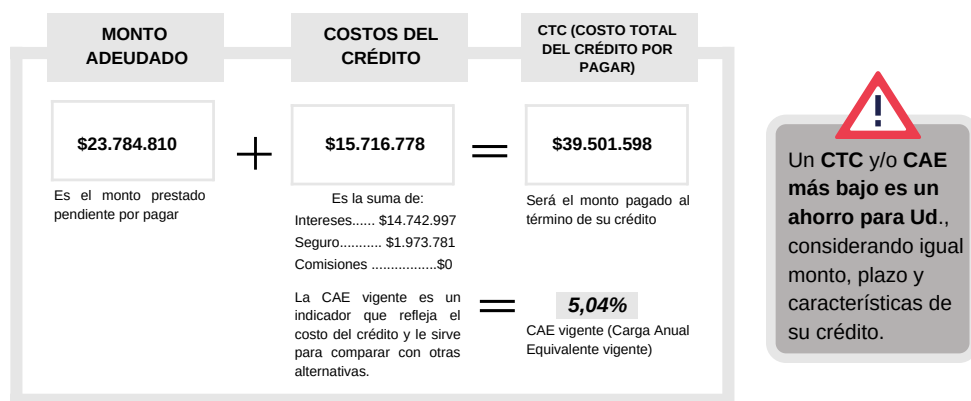 MONTO
ADEUDADO
COSTOS DEL
CRÉDITO
CTC (COSTO TOTAL
DEL CRÉDITO POR
PAGAR)
$23.784.810
+
$15.716.778
=
$39.501.598
Es el monto prestado
pendiente por pagar
Es la suma de:
Intereses...... $14.742.997
Seguro........... $1.973.781
Comisiones .................$0
Será el monto pagado al
término de su crédito
La CAE vigente es un
indicador que refleja el
costo del crédito y le sirve
para comparar con otras
alternativas.
=
5,04%
CAE vigente (Carga Anual
Equivalente vigente)
!
Un CTC y/o CAE
más bajo es un
ahorro para Ud.,
considerando igual
monto, plazo y
características de
su crédito.